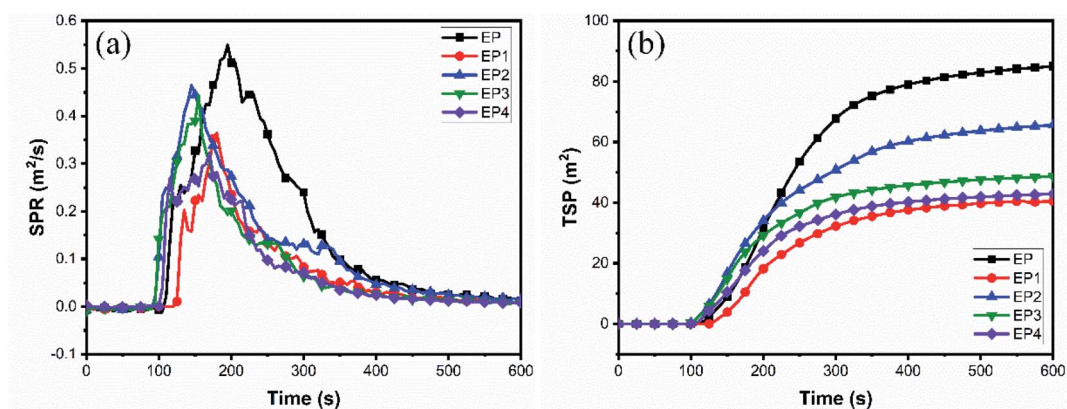 (a)
EP
EP1
EP2
EP3
EP4
0.6
0.5
0.4
0.3
0.2
0.1
0.0
-0.1
SPR (m²/s)
0 100 200 300 400 500 600
Time (s)
(b)
100
80
60
40
20
0
TSP (m²)
EP
EP1
EP2
EP3
EP4
0 100 200 300 400 500 600
Time (s)